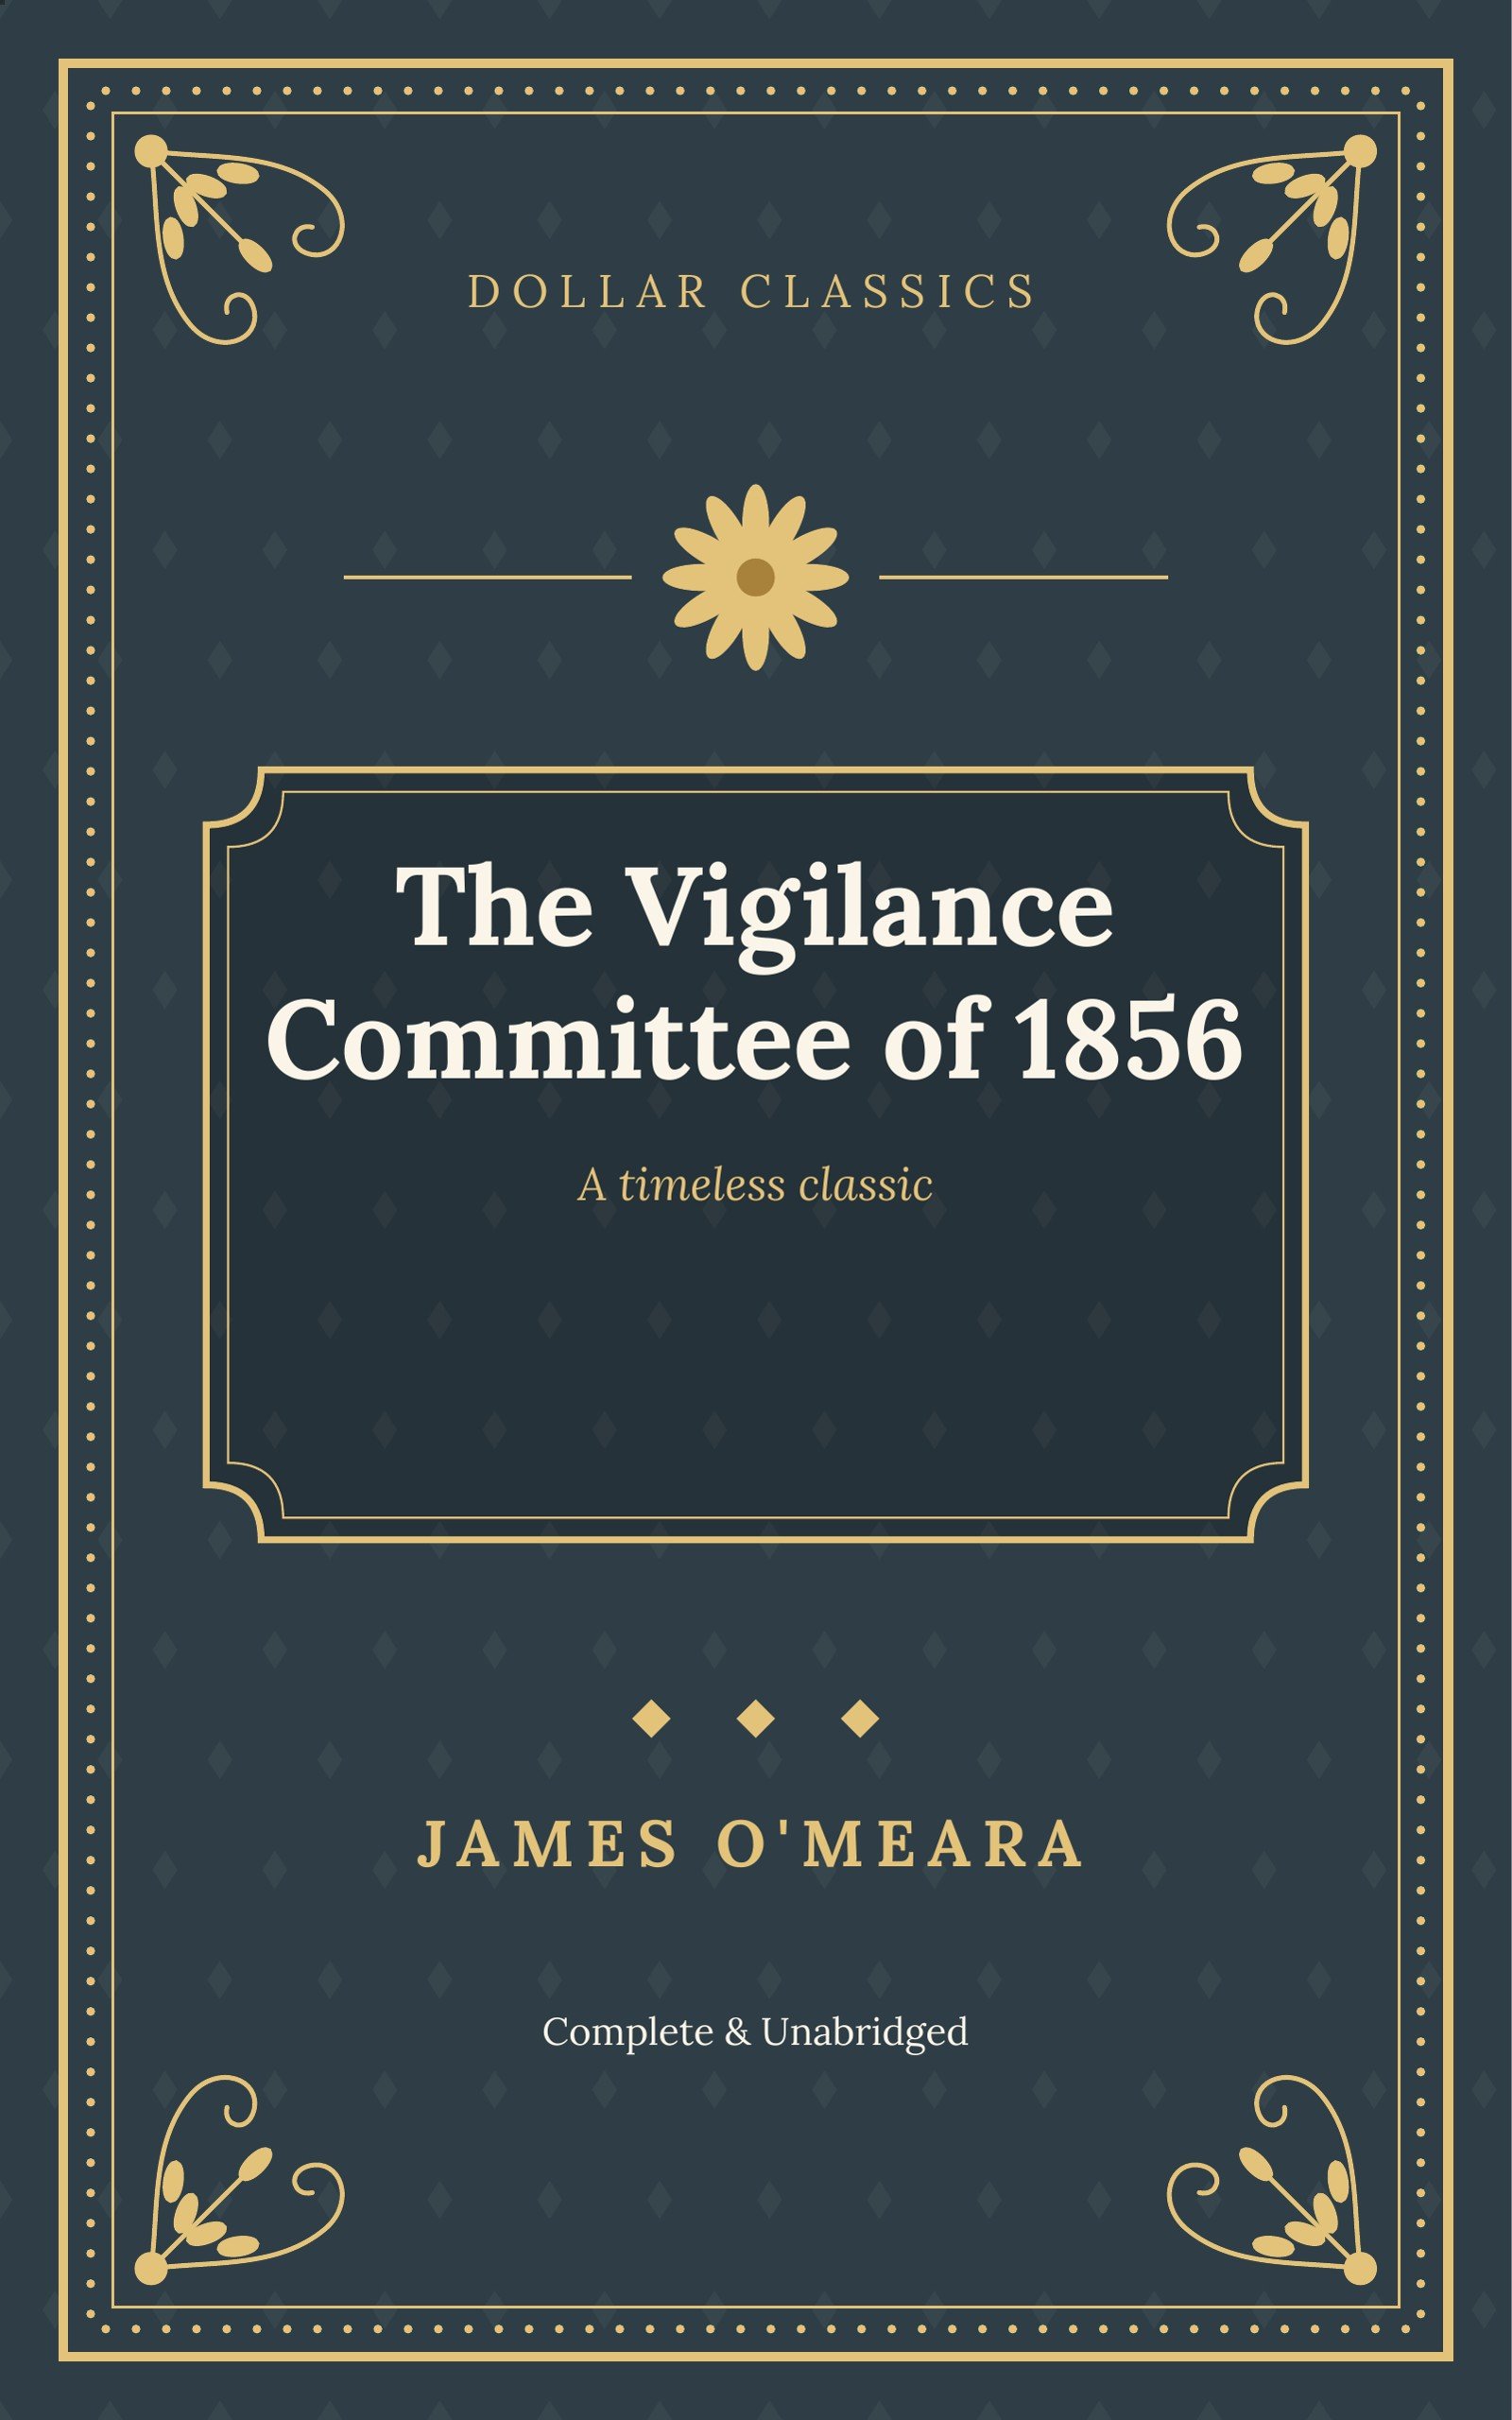 DOLLAR CLASSICS
The Vigilance
Committee of 1856
A timeless classic
JAMES O'MEARA
Complete & Unabridged